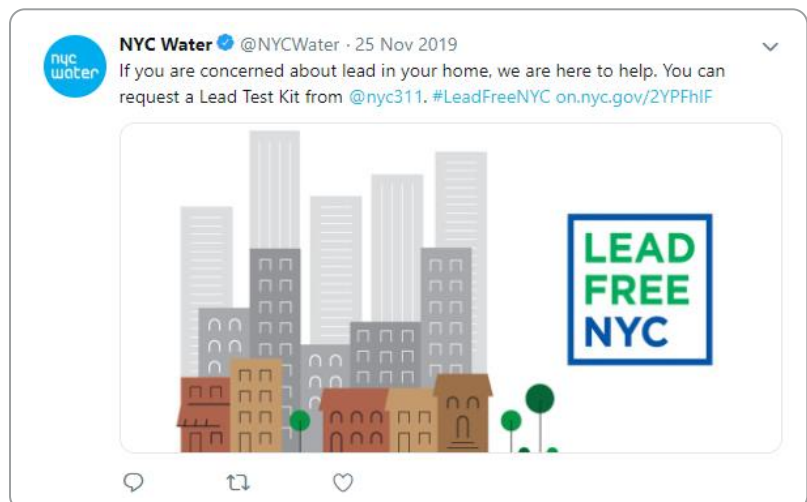 nyc
water
NYC Water @NYCWater · 25 Nov 2019
If you are concerned about lead in your home, we are here to help. You can
request a Lead Test Kit from @nyc311. #LeadFreeNYC on.nyc.gov/2YPFhIF
LEAD
FREE
NYC